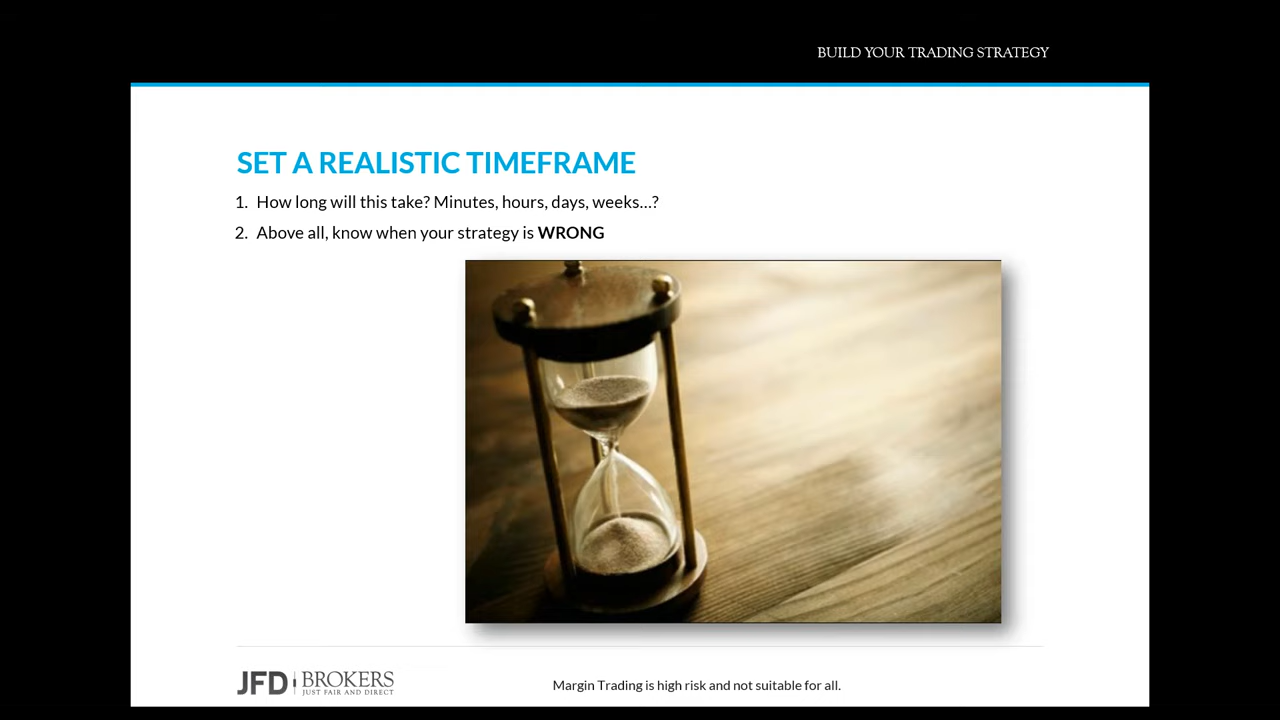 BUILD YOUR TRADING STRATEGY
SET A REALISTIC TIMEFRAME
1. How long will this take? Minutes, hours, days, weeks...?
2. Above all, know when your strategy is WRONG
JFD BROKERS
JUST FAIR AND DIRECT
Margin Trading is high risk and not suitable for all.